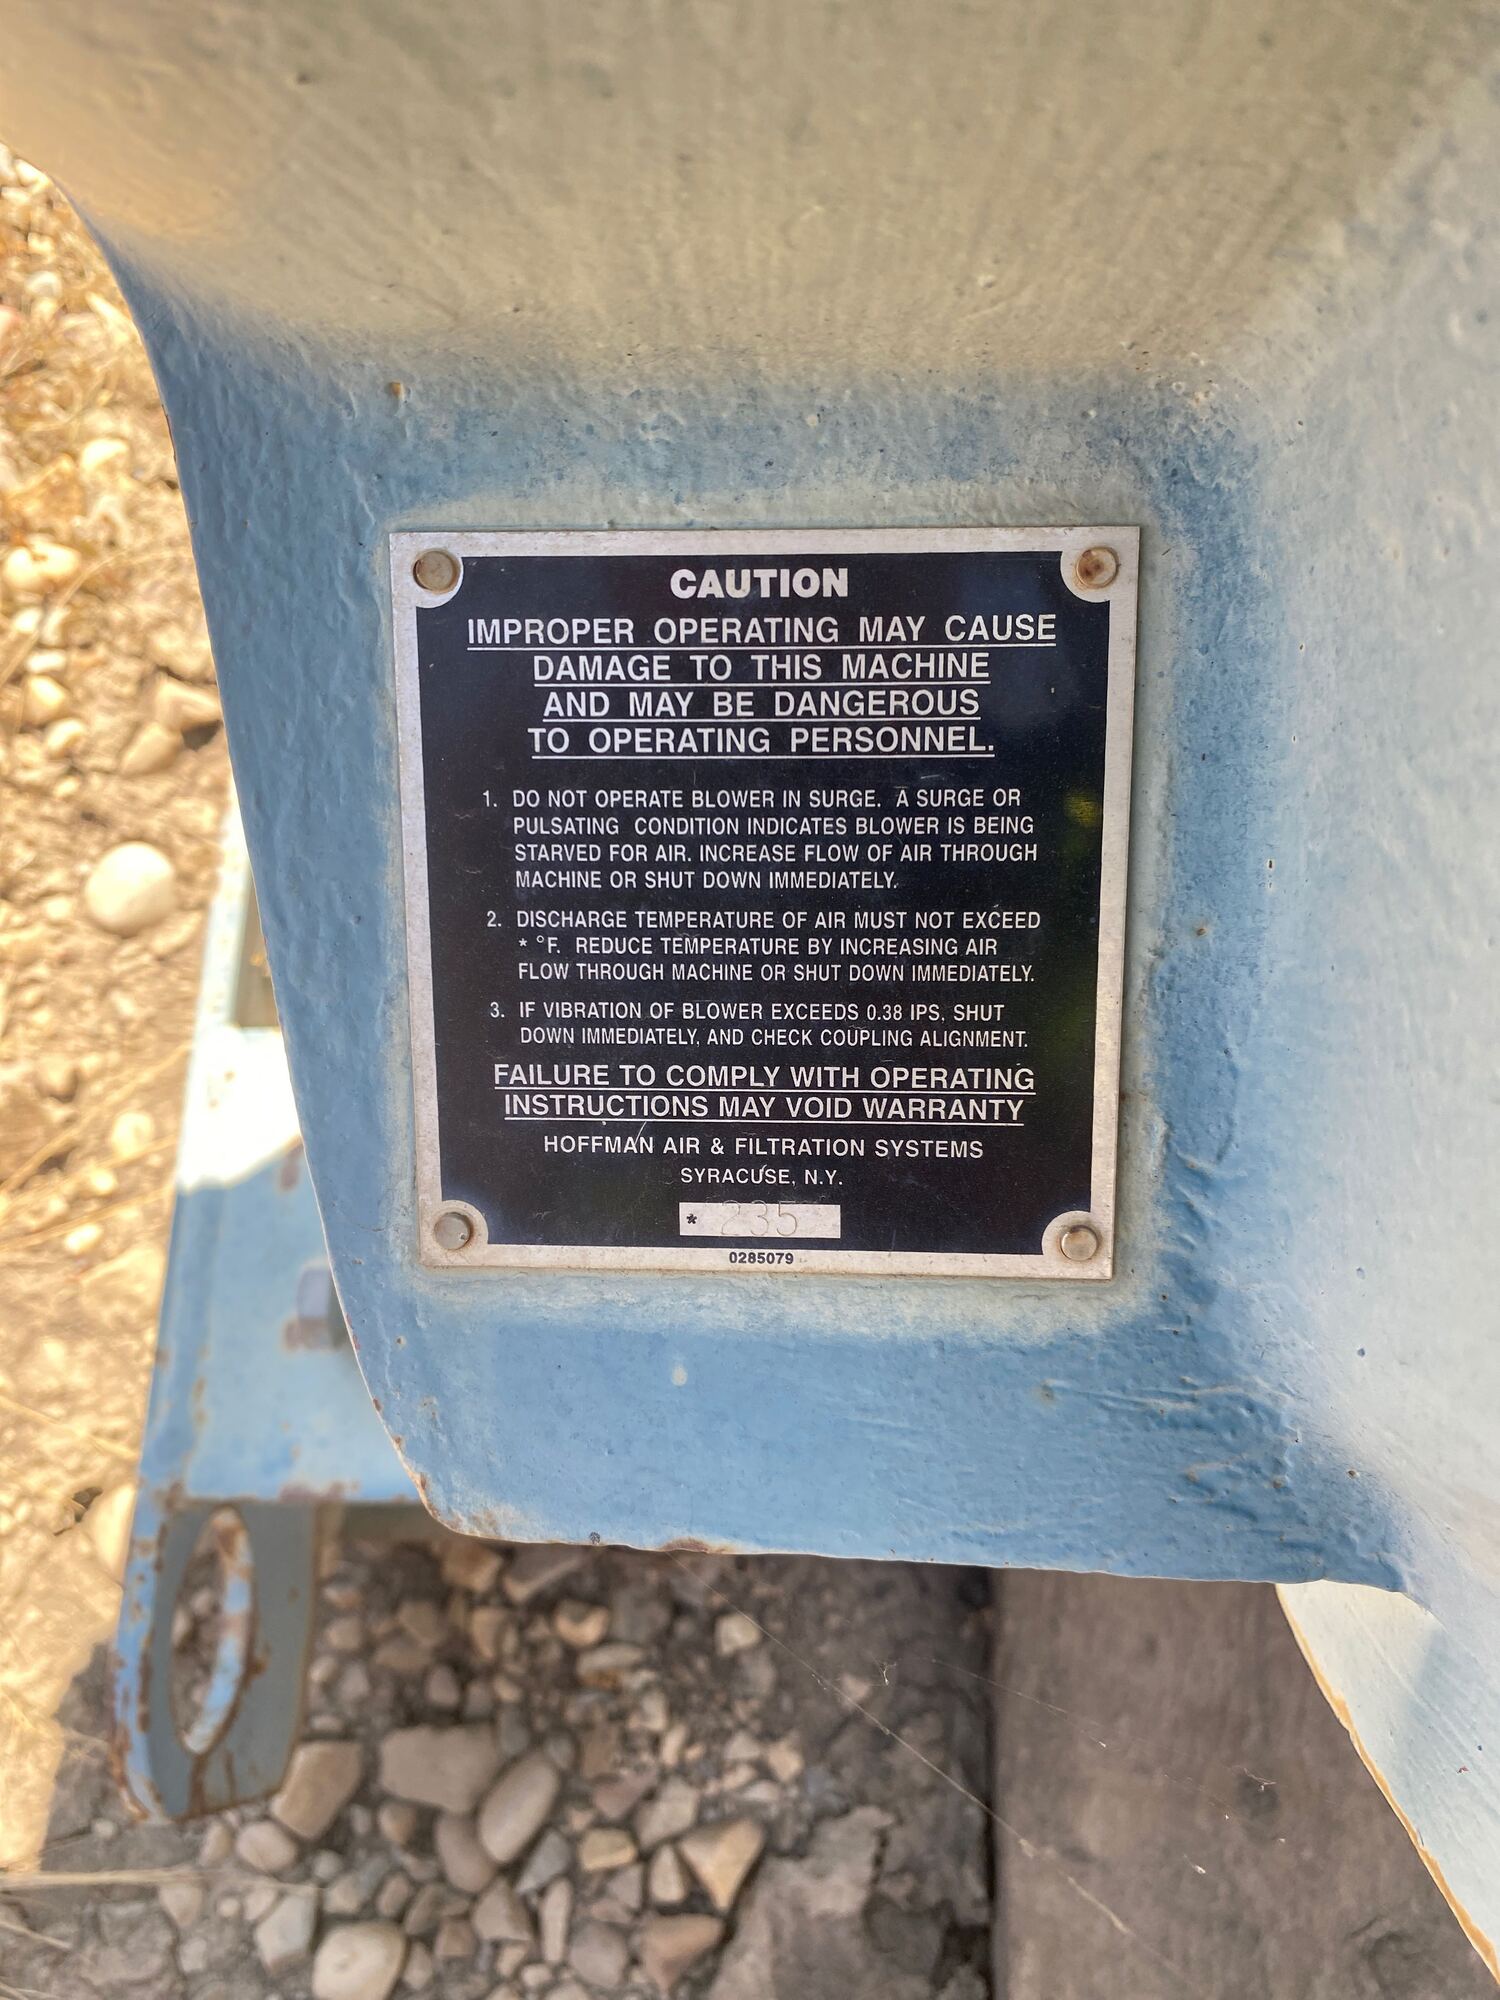 CAUTION
IMPROPER OPERATING MAY CAUSE
DAMAGE TO THIS MACHINE
AND MAY BE DANGEROUS
TO OPERATING PERSONNEL.
1. DO NOT OPERATE BLOWER IN SURGE. A SURGE OR
PULSATING CONDITION INDICATES BLOWER IS BEING
STARVED FOR AIR. INCREASE FLOW OF AIR THROUGH
MACHINE OR SHUT DOWN IMMEDIATELY.
2. DISCHARGE TEMPERATURE OF AIR MUST NOT EXCEED
* °F. REDUCE TEMPERATURE BY INCREASING AIR
FLOW THROUGH MACHINE OR SHUT DOWN IMMEDIATELY.
3. IF VIBRATION OF BLOWER EXCEEDS 0.38 IPS, SHUT
DOWN IMMEDIATELY, AND CHECK COUPLING ALIGNMENT.
FAILURE TO COMPLY WITH OPERATING
INSTRUCTIONS MAY VOID WARRANTY
HOFFMAN AIR & FILTRATION SYSTEMS
SYRACUSE, N.Y.
* 235
0285079